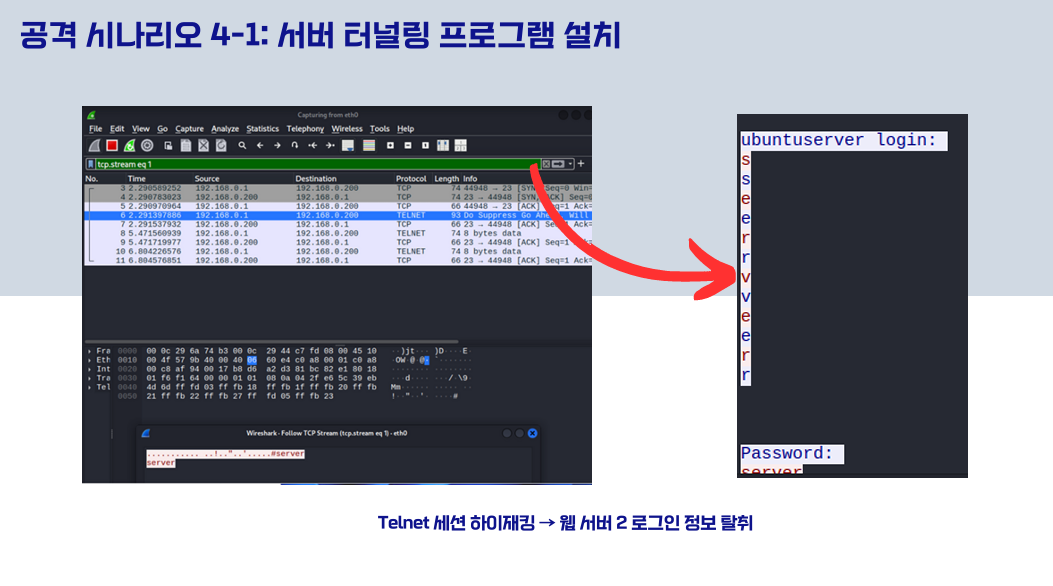 공격 시나리오 4-1: 서버 터널링 프로그램 설치
Capturing from eth0
File Edit View Go Capture Analyze Statistics Telephony Wireless Tools Help
tcp.stream eq 1
No. Time Source Destination Protocol Length Info
3 2.290589252 192.168.0.1 192.168.0.200 TCP 74 44948 → 23 [SYN] Seq=0 Win=
4 2.290783023 192.168.0.200 192.168.0.1 TCP 74 23 → 44948 [SYN, ACK] Seq=0
5 2.290970964 192.168.0.1 192.168.0.200 TCP 66 44948 → 23 [ACK] Seq=1 Ac
6 2.291397886 192.168.0.1 192.168.0.200 TELNET 93 Do Suppress Go Ahead, Will
7 2.291537932 192.168.0.200 192.168.0.1 TCP 66 23 → 44948 [ACK] Seq=1 Ack=
8 5.471560939 192.168.0.1 192.168.0.200 TELNET 74 8 bytes data
9 5.471719977 192.168.0.200 192.168.0.1 TCP 66 23 → 44948 [ACK] Seq=1 Ack=
10 6.804226576 192.168.0.1 192.168.0.200 TELNET 74 8 bytes data
11 6.804576851 192.168.0.200 192.168.0.1 TCP 66 23 → 44948 [ACK] Seq=1 Ack=
Fra 0000 00 0c 29 6a 74 b3 00 0c 29 44 c7 fd 08 00 45 10 ··)jt··· )D····E·
Eth 0010 00 4f 57 9b 40 00 40 06 60 e4 c0 a8 00 01 c0 a8 ·OW·@·@· `·······
Int 0020 00 c8 af 94 00 17 b8 d6 a2 d3 81 bc 82 e1 80 18
Tra 0030 01 f6 f1 64 00 00 01 01 08 0a 04 2f e6 5c 39 eb ···d···· ···/·\9·
Tel 0040 4d 6d ff fd 03 ff fb 18 ff fb 1f ff fb 20 ff fb Mm······
0050 21 ff fb 22 ff fb 27 ff fd 05 ff fb 23 !··"··'· ····#
Wireshark · Follow TCP Stream (tcp.stream eq 1) · eth0
........... ..!.."..'.....#server
server
ubuntuserver login:
s
s
e
e
r
r
v
v
e
e
r
r
Password:
server
Telnet 세션 하이재킹 → 웹 서버 2 로그인 정보 탈취